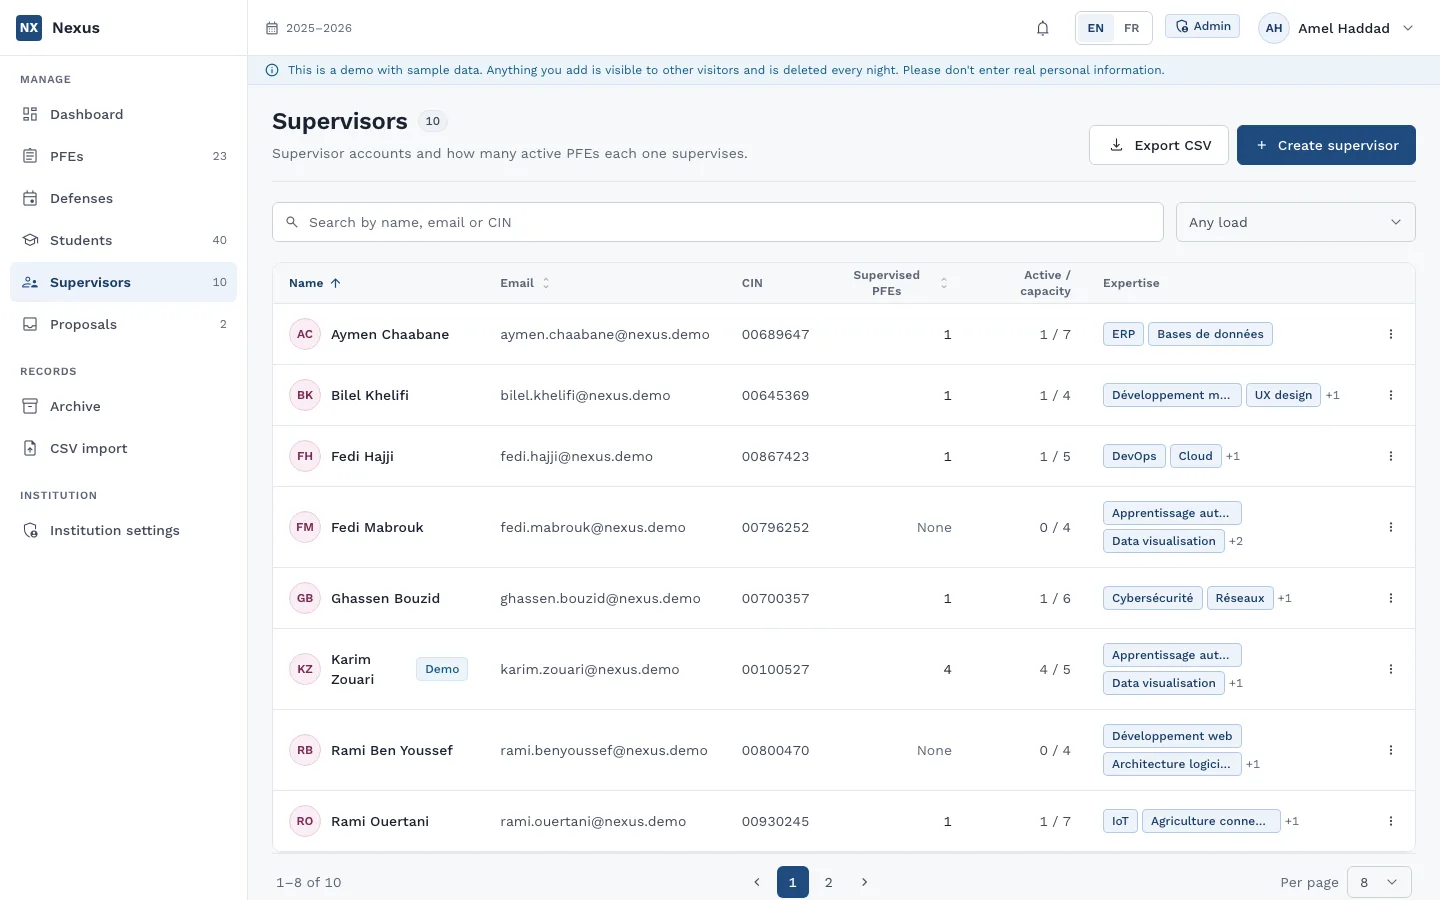 NX Nexus
2025–2026
EN FR
Admin
AH Amel Haddad
This is a demo with sample data. Anything you add is visible to other visitors and is deleted every night. Please don't enter real personal information.
MANAGE
Dashboard
PFEs 23
Defenses
Students 40
Supervisors 10
Proposals 2
RECORDS
Archive
CSV import
INSTITUTION
Institution settings
Supervisors 10
Supervisor accounts and how many active PFEs each one supervises.
Export CSV
+ Create supervisor
Search by name, email or CIN
Any load
Name Email CIN Supervised PFEs Active / capacity Expertise
AC Aymen Chaabane aymen.chaabane@nexus.demo 00689647 1 1 / 7 ERP Bases de données
BK Bilel Khelifi bilel.khelifi@nexus.demo 00645369 1 1 / 4 Développement m... UX design +1
FH Fedi Hajji fedi.hajji@nexus.demo 00867423 1 1 / 5 DevOps Cloud +1
FM Fedi Mabrouk fedi.mabrouk@nexus.demo 00796252 None 0 / 4 Apprentissage aut...
Data visualisation +2
GB Ghassen Bouzid ghassen.bouzid@nexus.demo 00700357 1 1 / 6 Cybersécurité Réseaux +1
KZ Karim Zouari Demo karim.zouari@nexus.demo 00100527 4 4 / 5 Apprentissage aut...
Data visualisation +1
RB Rami Ben Youssef rami.benyoussef@nexus.demo 00800470 None 0 / 4 Développement web
Architecture logici... +1
RO Rami Ouertani rami.ouertani@nexus.demo 00930245 1 1 / 7 IoT Agriculture conne... +1
1–8 of 10
1 2
Per page 8